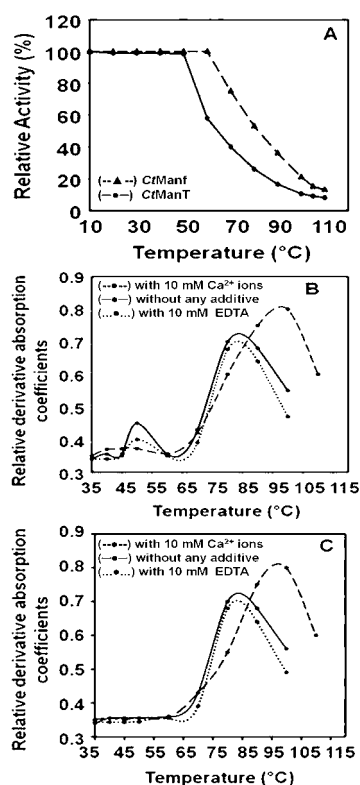 A
Relative Activity (%)
120
100
80
60
40
20
0
(--▲--) CtManf
(—●—) CtManT
10 30 50 70 90 110
Temperature (°C)
B
Relative derivative absorption
coefficients
0.9
0.8
0.7
0.6
0.5
0.4
0.3
(--●--) with 10 mM Ca²⁺ ions
(—●—) without any additive
(...●...) with 10 mM EDTA
35 45 55 65 75 85 95 105 115
Temperature (°C)
C
Relative derivative absorption
coefficients
0.9
0.8
0.7
0.6
0.5
0.4
0.3
(--●--) with 10 mM Ca²⁺ ions
(—●—) without any additive
(...●...) with 10 mM EDTA
35 45 55 65 75 85 95 105 115
Temperature (°C)